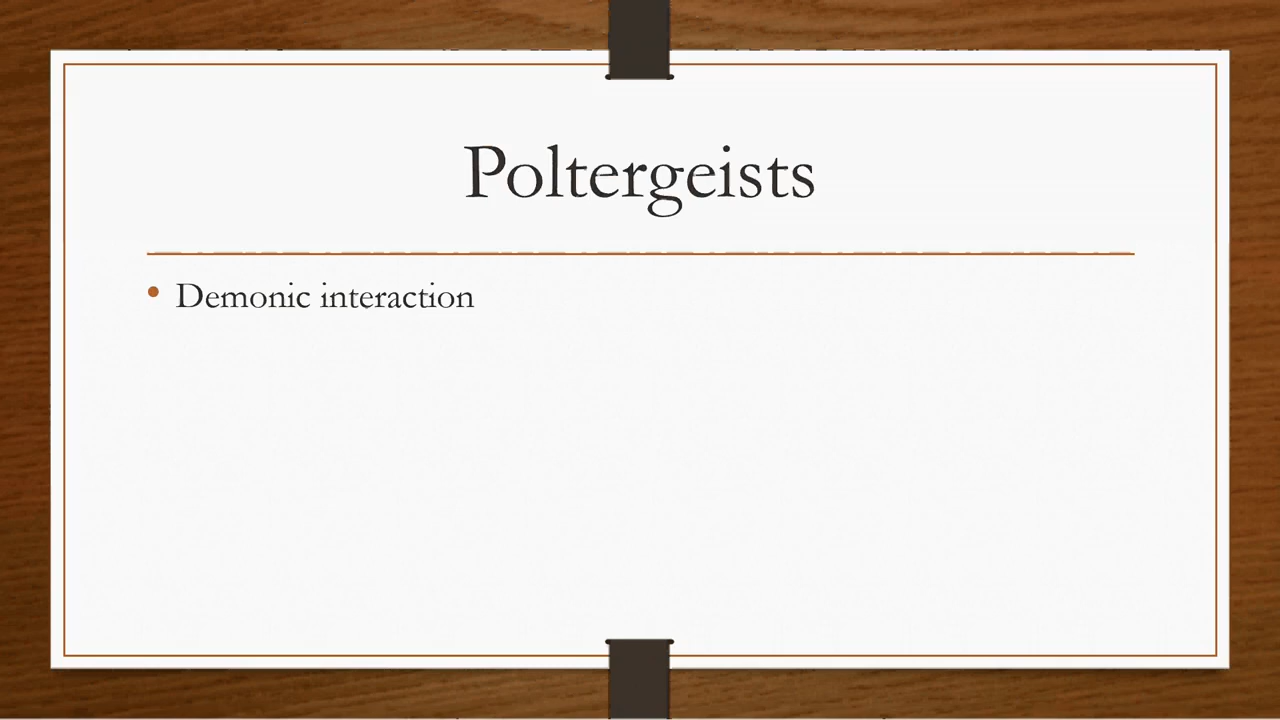 Poltergeists
• Demonic interaction